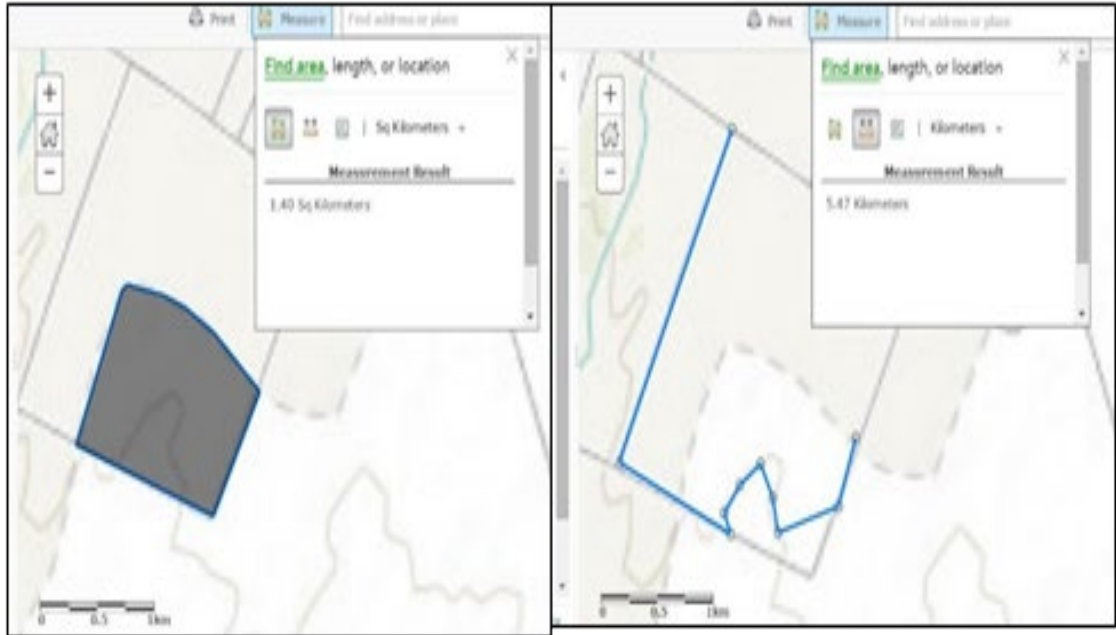 Print Measure Find address or place
Find area, length, or location
Sq Kilometers
Measurement Result
1.40 Sq Kilometers
0 0.5 1km
Print Measure Find address or place
Find area, length, or location
Kilometers
Measurement Result
5.47 Kilometers
0 0.5 1km